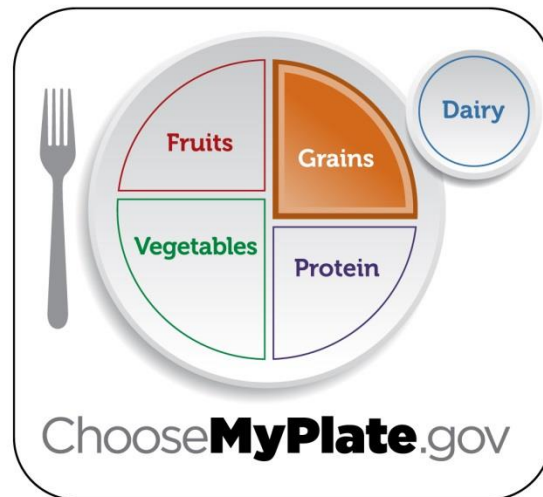 Fruits
Grains
Dairy
Vegetables
Protein
ChooseMyPlate.gov